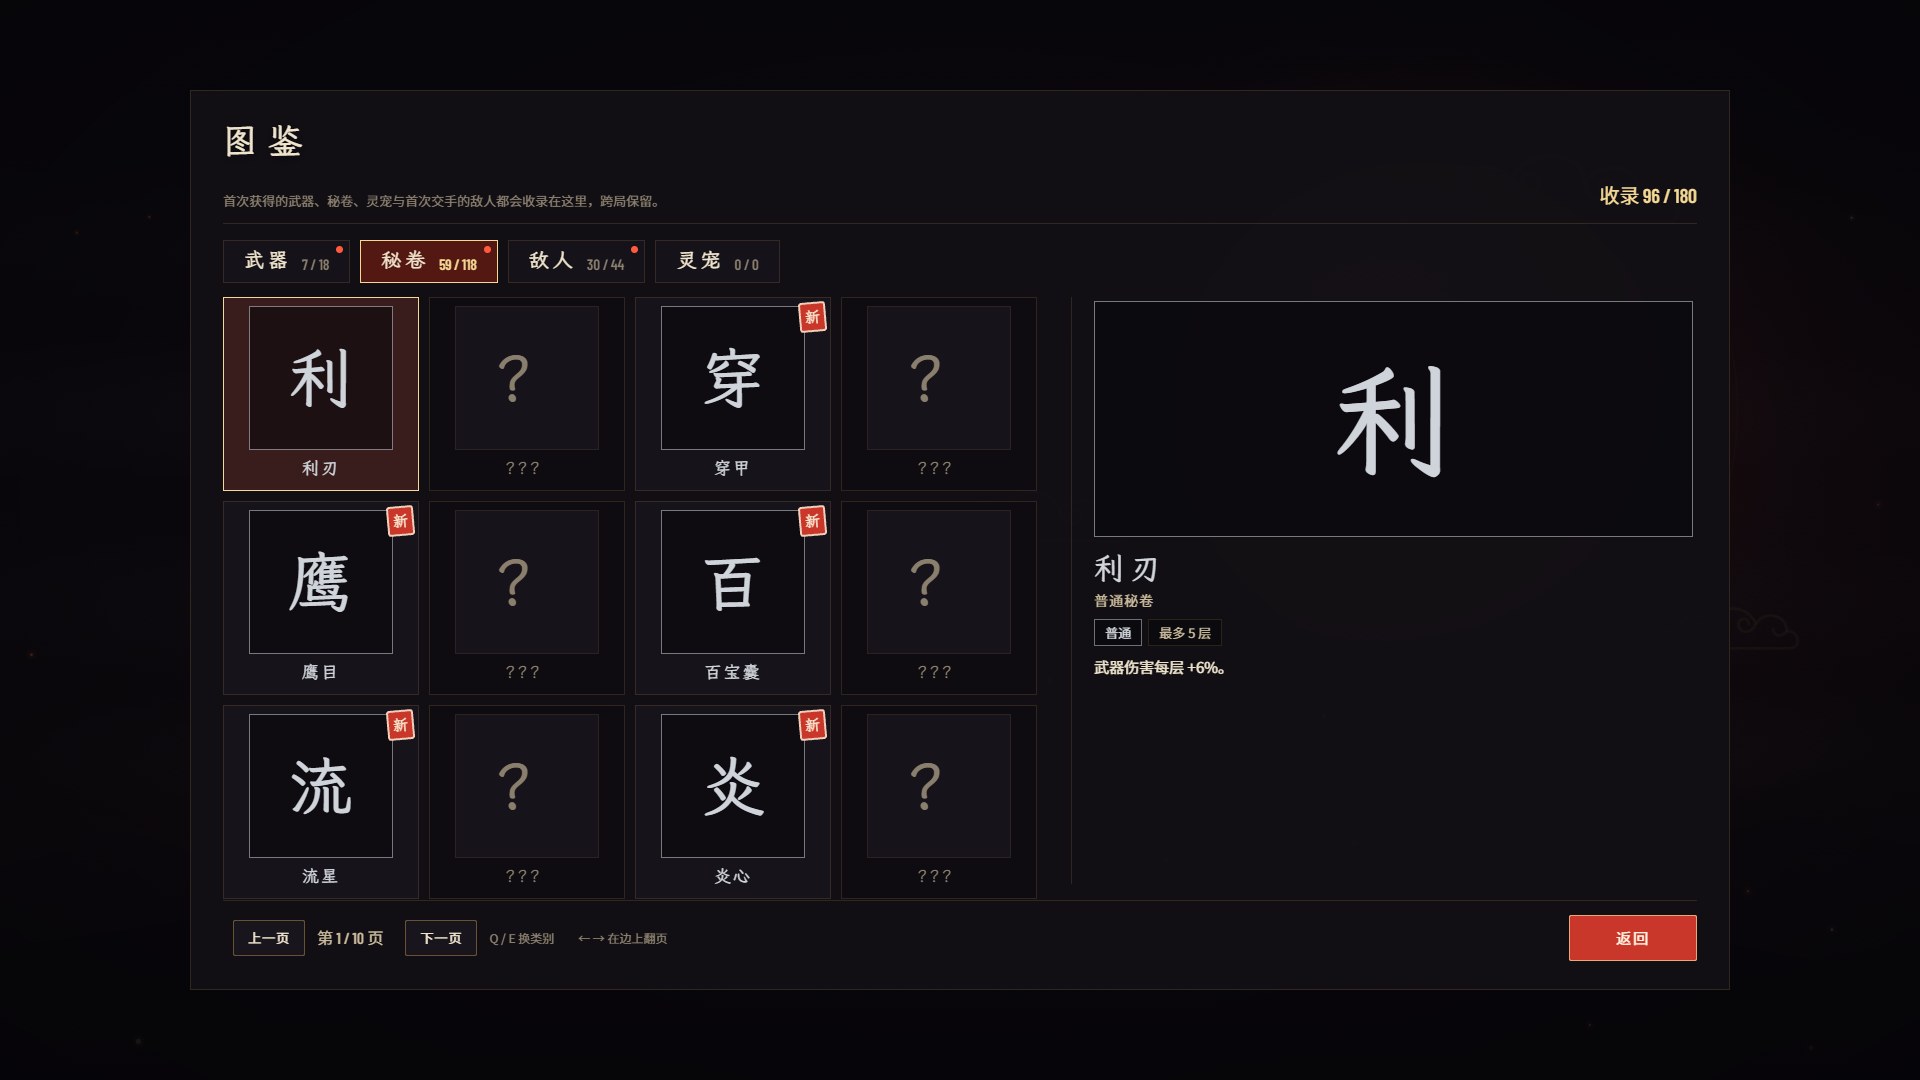 图鉴
首次获得的武器、秘卷、灵宠与首次交手的敌人都会收录在这里，跨局保留。
收录 96 / 180
武器 7 / 18
秘卷 59 / 118
敌人 30 / 44
灵宠 0 / 0
利
?
新
穿
?
利刃
???
穿甲
???
新
鹰
?
新
百
?
鹰目
???
百宝囊
???
新
流
?
新
炎
?
流星
???
炎心
???
利
利刃
普通秘卷
普通
最多 5 层
武器伤害每层 +6%。
上一页
第 1 / 10 页
下一页
Q / E 换类别
←→ 在边上翻页
返回